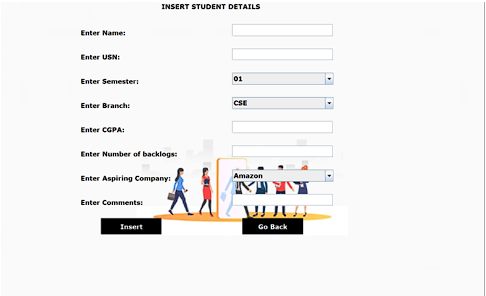 INSERT STUDENT DETAILS
Enter Name:
Enter USN:
Enter Semester: 01
Enter Branch: CSE
Enter CGPA:
Enter Number of backlogs:
Enter Aspiring Company: Amazon
Enter Comments:
Insert Go Back